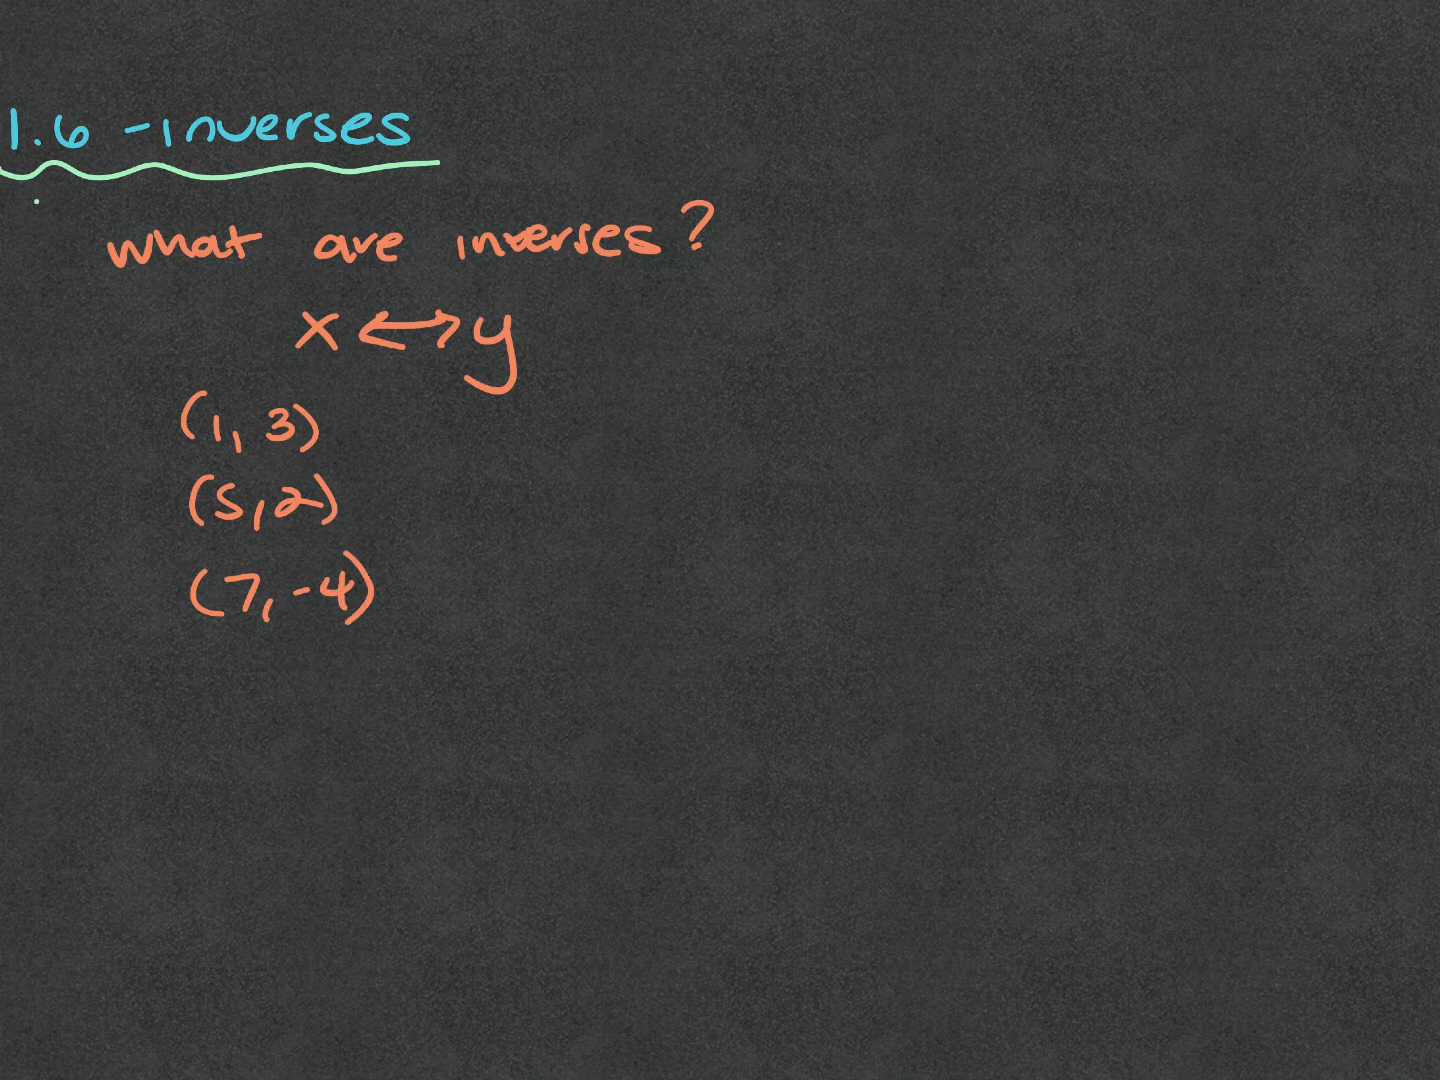 1.6 - inverses
what are inverses?
x ↔ y
(1, 3)
(5, 2)
(7, -4)